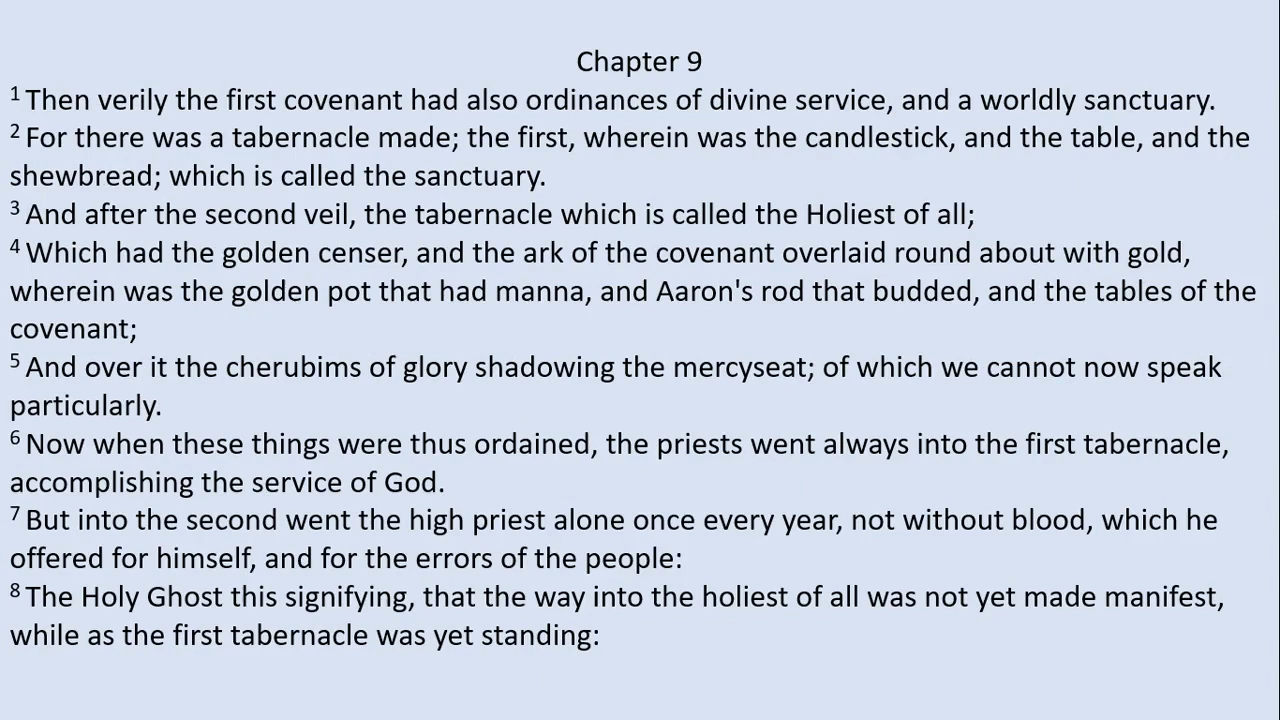 Chapter 9
1 Then verily the first covenant had also ordinances of divine service, and a worldly sanctuary.
2 For there was a tabernacle made; the first, wherein was the candlestick, and the table, and the
shewbread; which is called the sanctuary.
3 And after the second veil, the tabernacle which is called the Holiest of all;
4 Which had the golden censer, and the ark of the covenant overlaid round about with gold,
wherein was the golden pot that had manna, and Aaron's rod that budded, and the tables of the
covenant;
5 And over it the cherubims of glory shadowing the mercyseat; of which we cannot now speak
particularly.
6 Now when these things were thus ordained, the priests went always into the first tabernacle,
accomplishing the service of God.
7 But into the second went the high priest alone once every year, not without blood, which he
offered for himself, and for the errors of the people:
8 The Holy Ghost this signifying, that the way into the holiest of all was not yet made manifest,
while as the first tabernacle was yet standing: